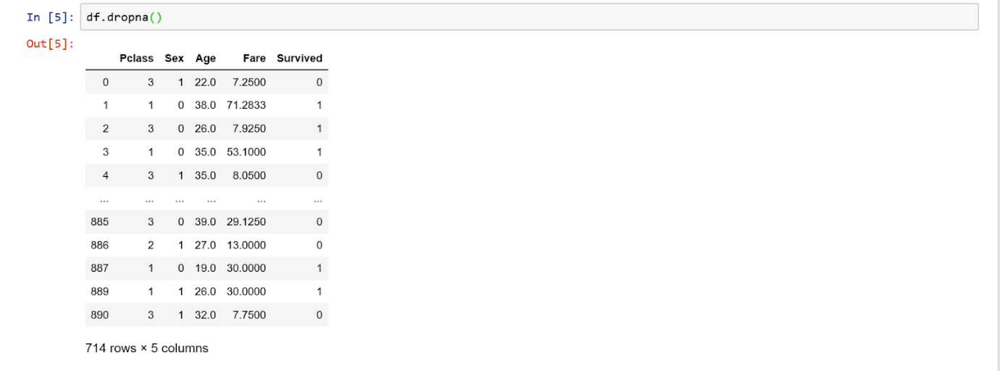 In [5]: df.dropna()
Out[5]:
Pclass Sex Age Fare Survived
0 3 1 22.0 7.2500 0
1 1 0 38.0 71.2833 1
2 3 0 26.0 7.9250 1
3 1 0 35.0 53.1000 1
4 3 1 35.0 8.0500 0
... ... ... ... ... ...
885 3 0 39.0 29.1250 0
886 2 1 27.0 13.0000 0
887 1 0 19.0 30.0000 1
889 1 1 26.0 30.0000 1
890 3 1 32.0 7.7500 0
714 rows × 5 columns